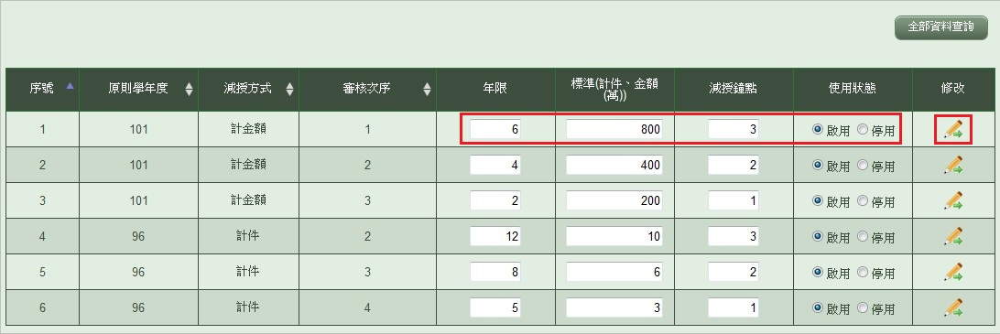 全部資料查詢
序號 原則學年度 減授方式 審核次序 年限 標準(計件、金額(萬)) 減授鐘點 使用狀態 修改
1 101 計金額 1 6 800 3 啟用 停用
2 101 計金額 2 4 400 2 啟用 停用
3 101 計金額 3 2 200 1 啟用 停用
4 96 計件 2 12 10 3 啟用 停用
5 96 計件 3 8 6 2 啟用 停用
6 96 計件 4 5 3 1 啟用 停用